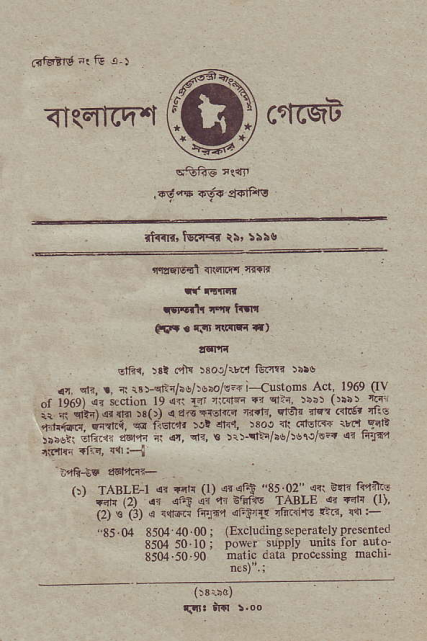 রেজিষ্টার্ড নং ডি এ-১
গণপ্রজাতন্ত্রী বাংলাদেশ
সরকার
বাংলাদেশ গেজেট
অতিরিক্ত সংখ্যা
কর্তৃপক্ষ কর্তৃক প্রকাশিত
রবিবার, ডিসেম্বর ২৯, ১৯৯৬
গণপ্রজাতন্ত্রী বাংলাদেশ সরকার
অর্থ মন্ত্রণালয়
অভ্যন্তরীণ সম্পদ বিভাগ
(শুল্ক ও মূল্য সংযোজন কর)
প্রজ্ঞাপন
তারিখ, ১৪ই পৌষ ১৪০৩/২৮শে ডিসেম্বর ১৯৯৬
এস, আর, ও, নং ২৪১-আইন/৯৬/১৬৯০/শুল্ক।—Customs Act, 1969 (IV
of 1969) এর section 19 এবং মূল্য সংযোজন কর আইন, ১৯৯১ (১৯৯১ সনের
২২ নং আইন) এর ধারা ১৪(১) এ প্রদত্ত ক্ষমতাবলে সরকার, জাতীয় রাজস্ব বোর্ডের সহিত
পরামর্শক্রমে, জনস্বার্থে, অত্র বিভাগের ১৩ই শ্রাবণ, ১৪০৩ বাং মোতাবেক ২৮শে জুলাই
১৯৯৬ইং তারিখের প্রজ্ঞাপন নং এস, আর, ও ১২১-আইন/৯৬/১৬৭৩/শুল্ক এর নিম্নরূপ
সংশোধন করিল, যথা :—
উপরি-উক্ত প্রজ্ঞাপনের—
(১) TABLE-1 এর কলাম (1) এর এন্ট্রি "85·02" এবং উহার বিপরীতে
কলাম (2) এর এন্ট্রি এর পর উল্লিখিত TABLE এর কলাম (1),
(2) ও (3) এ যথাক্রমে নিম্নরূপ এন্ট্রিসমূহ সন্নিবেশিত হইবে, যথা :—
"85·04 8504·40·00 ; (Excluding seperately presented
8504 50·10 ; power supply units for auto-
8504·50·90 matic data processing machi-
nes)".;
(১৪২৯৫)
মূল্য: টাকা ১·০০